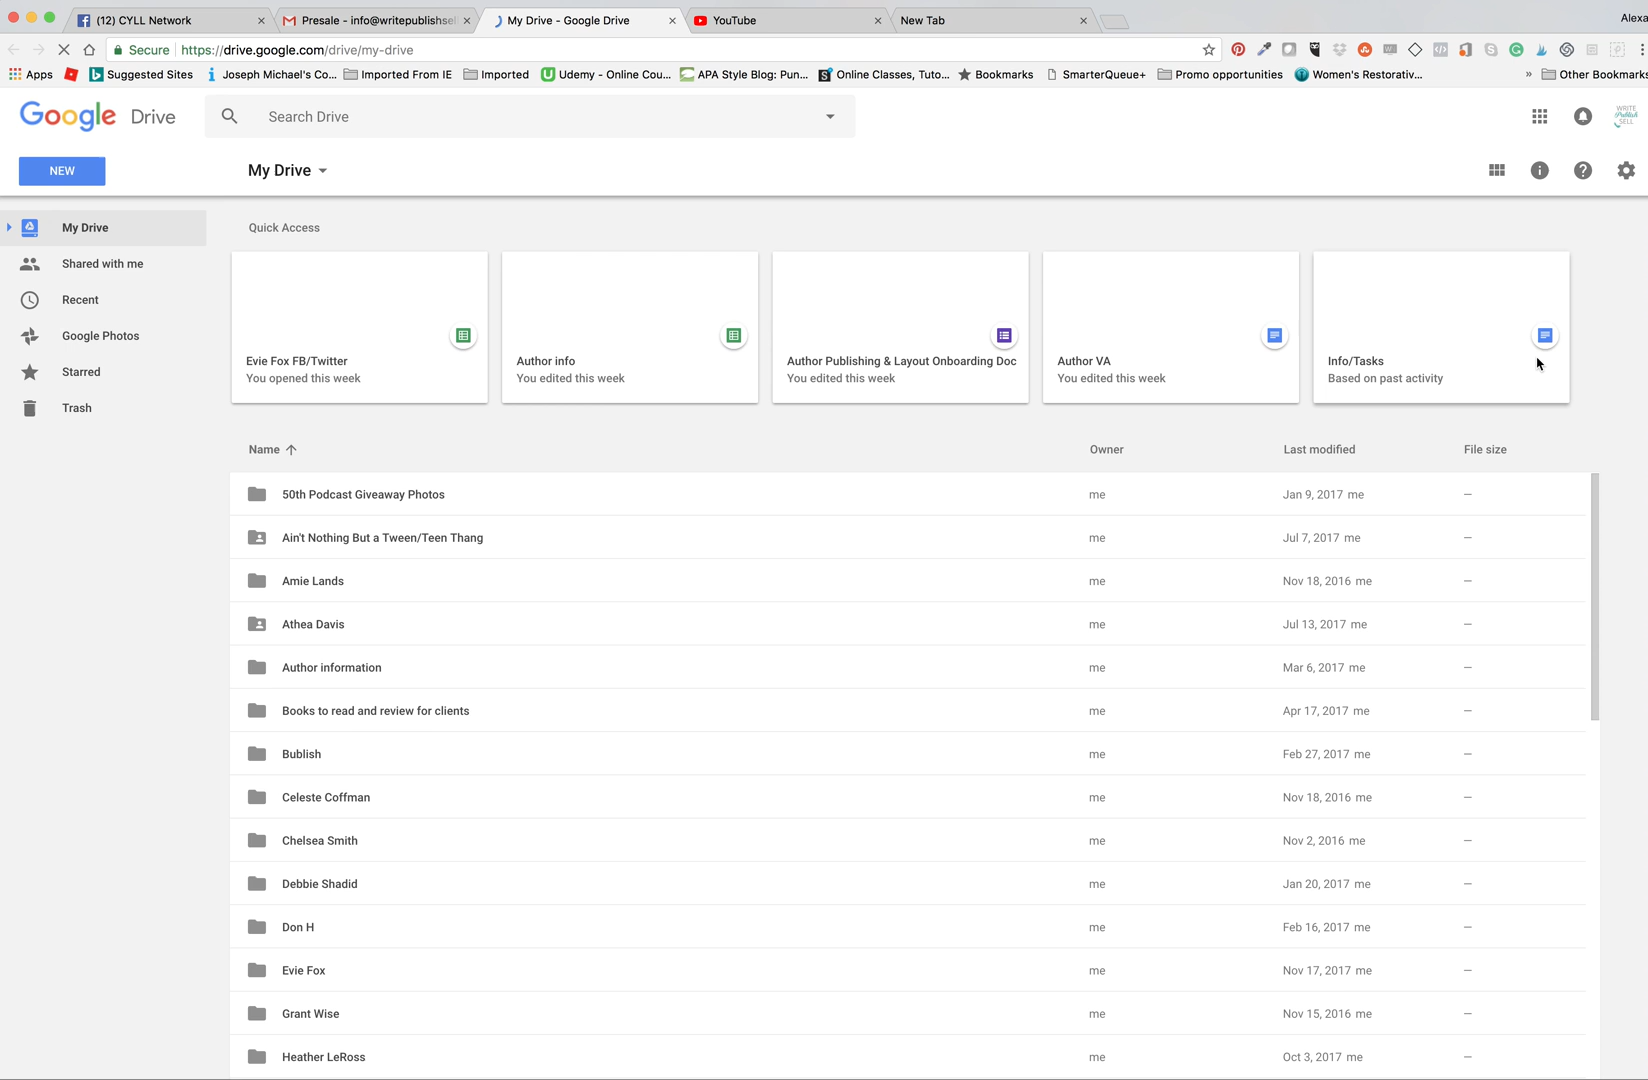 (12) CYLL Network
Presale - info@writepublishsel
My Drive - Google Drive
YouTube
New Tab
Alexa
Secure
https://drive.google.com/drive/my-drive
Apps
Suggested Sites
Joseph Michael's Co...
Imported From IE
Imported
Udemy - Online Cou...
APA Style Blog: Pun...
Online Classes, Tuto...
Bookmarks
SmarterQueue+
Promo opportunities
Women's Restorativ...
»
Other Bookmarks
Google Drive
Search Drive
WRITE
Publish
SELL
NEW
My Drive
My Drive
Shared with me
Recent
Google Photos
Starred
Trash
Quick Access
Evie Fox FB/Twitter
You opened this week
Author info
You edited this week
Author Publishing & Layout Onboarding Doc
You edited this week
Author VA
You edited this week
Info/Tasks
Based on past activity
Name Owner Last modified File size
50th Podcast Giveaway Photos me Jan 9, 2017 me —
Ain't Nothing But a Tween/Teen Thang me Jul 7, 2017 me —
Amie Lands me Nov 18, 2016 me —
Athea Davis me Jul 13, 2017 me —
Author information me Mar 6, 2017 me —
Books to read and review for clients me Apr 17, 2017 me —
Bublish me Feb 27, 2017 me —
Celeste Coffman me Nov 18, 2016 me —
Chelsea Smith me Nov 2, 2016 me —
Debbie Shadid me Jan 20, 2017 me —
Don H me Feb 16, 2017 me —
Evie Fox me Nov 17, 2017 me —
Grant Wise me Nov 15, 2016 me —
Heather LeRoss me Oct 3, 2017 me —